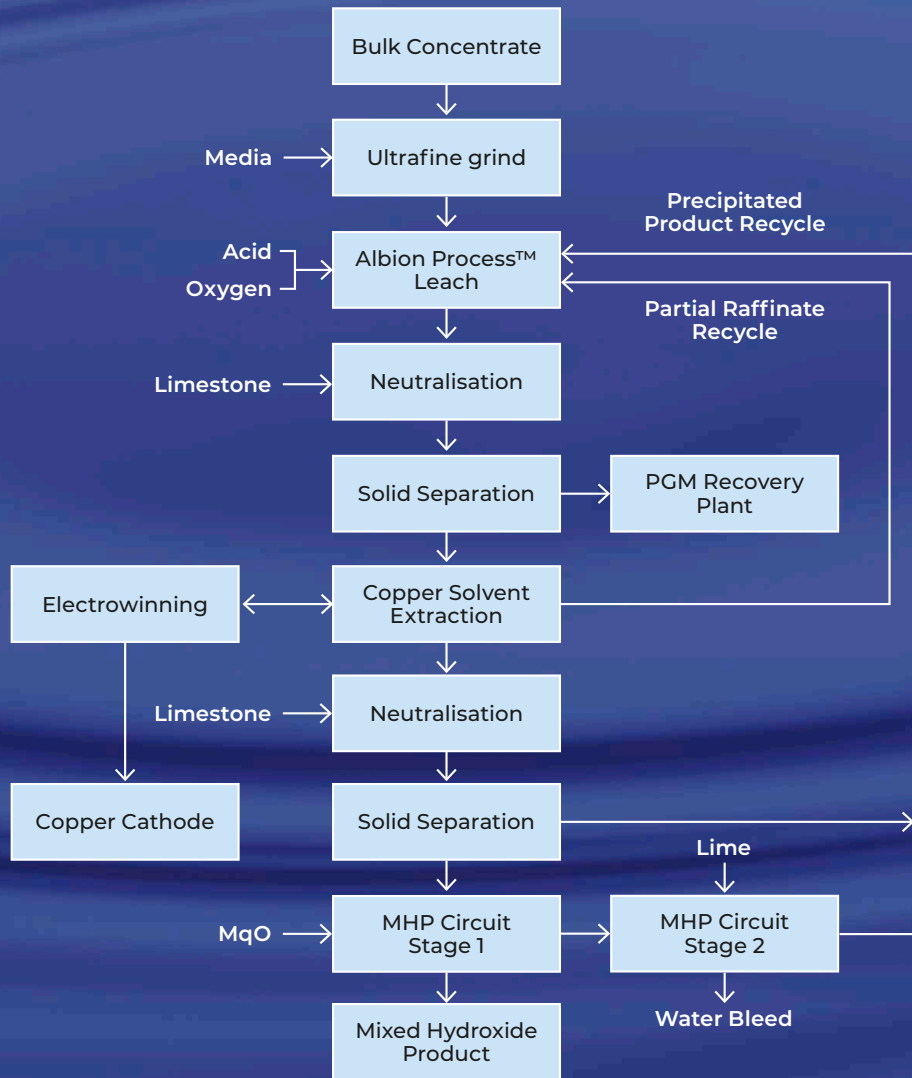 Bulk Concentrate
Media
Ultrafine grind
Precipitated
Product Recycle
Acid
Oxygen
Albion Process™
Leach
Partial Raffinate
Recycle
Limestone
Neutralisation
Solid Separation
PGM Recovery
Plant
Electrowinning
Copper Solvent
Extraction
Limestone
Neutralisation
Copper Cathode
Solid Separation
Lime
MqO
MHP Circuit
Stage 1
MHP Circuit
Stage 2
Mixed Hydroxide
Product
Water Bleed